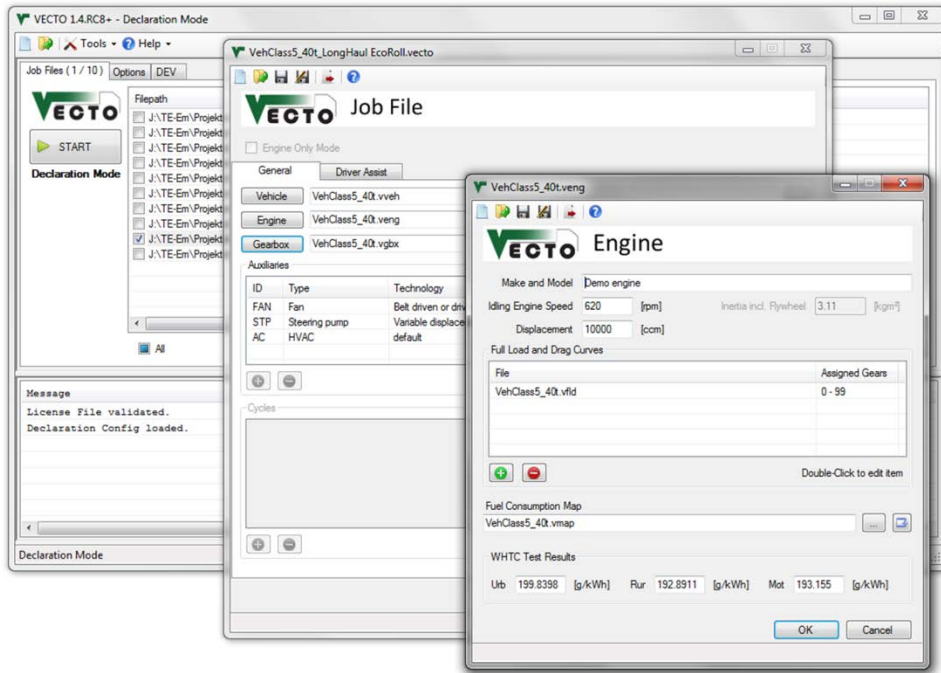 VECTO 1.4.RC8+ - Declaration Mode
Tools Help
Job Files ( 1 / 10 ) Options DEV
VECTO
START
Declaration Mode
Filepath
J:\TE-Em\Projekt
J:\TE-Em\Projekt
J:\TE-Em\Projekt
J:\TE-Em\Projekt
J:\TE-Em\Projekt
J:\TE-Em\Projekt
J:\TE-Em\Projekt
J:\TE-Em\Projekt
J:\TE-Em\Projekt
J:\TE-Em\Projekt
All
Message
License File validated.
Declaration Config loaded.
Declaration Mode
VehClass5_40t_LongHaul EcoRoll.vecto
VECTO Job File
Engine Only Mode
General Driver Assist
Vehicle VehClass5_40t.vveh
Engine VehClass5_40t.veng
Gearbox VehClass5_40t.vgbx
Auxiliaries
ID Type Technology
FAN Fan Belt driven or driv
STP Steering pump Variable displace
AC HVAC default
Cycles
VehClass5_40t.veng
VECTO Engine
Make and Model Demo engine
Idling Engine Speed 620 [rpm] Inertia incl. Flywheel 3.11 [kgm²]
Displacement 10000 [ccm]
Full Load and Drag Curves
File Assigned Gears
VehClass5_40t.vfld 0 - 99
Double-Click to edit item
Fuel Consumption Map
VehClass5_40t.vmap ...
WHTC Test Results
Urb 199.8398 [g/kWh] Rur 192.8911 [g/kWh] Mot 193.155 [g/kWh]
OK Cancel